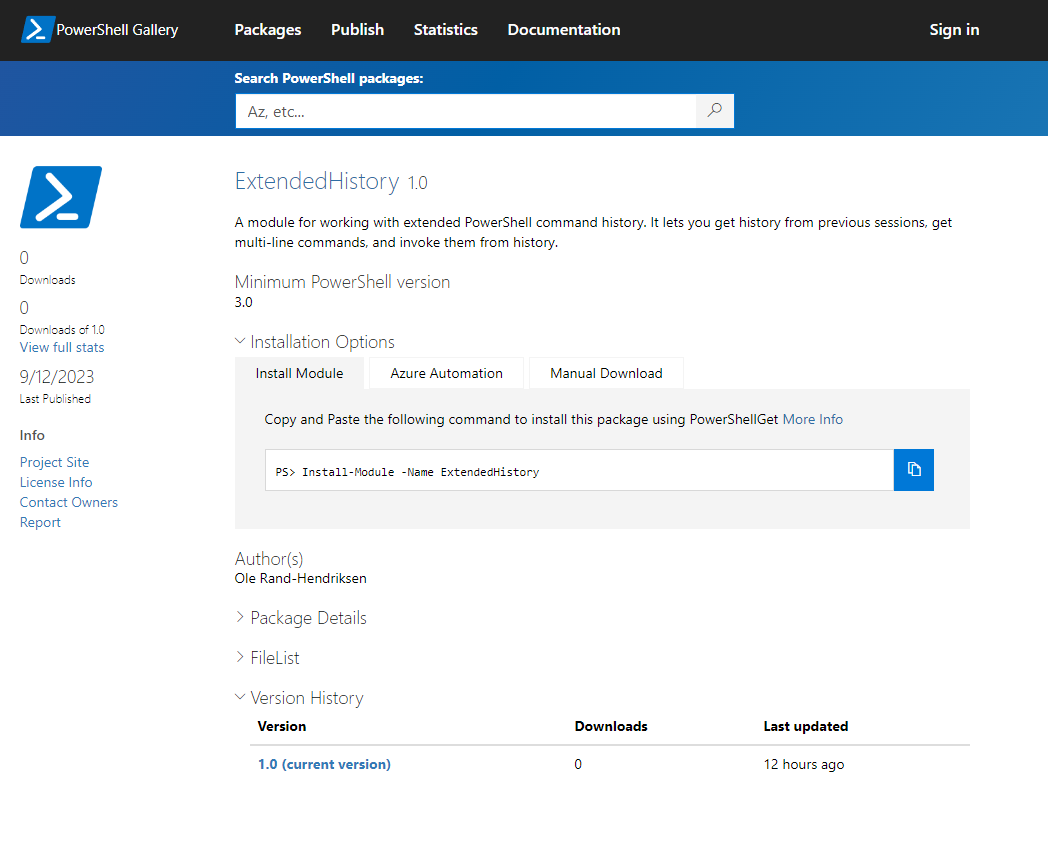 PowerShell Gallery
Packages
Publish
Statistics
Documentation
Sign in
Search PowerShell packages:
Az, etc...
0
Downloads
0
Downloads of 1.0
View full stats
9/12/2023
Last Published
Info
Project Site
License Info
Contact Owners
Report
ExtendedHistory 1.0
A module for working with extended PowerShell command history. It lets you get history from previous sessions, get
multi-line commands, and invoke them from history.
Minimum PowerShell version
3.0
Installation Options
Install Module
Azure Automation
Manual Download
Copy and Paste the following command to install this package using PowerShellGet More Info
PS> Install-Module -Name ExtendedHistory
Author(s)
Ole Rand-Hendriksen
Package Details
FileList
Version History
Version Downloads Last updated
1.0 (current version) 0 12 hours ago